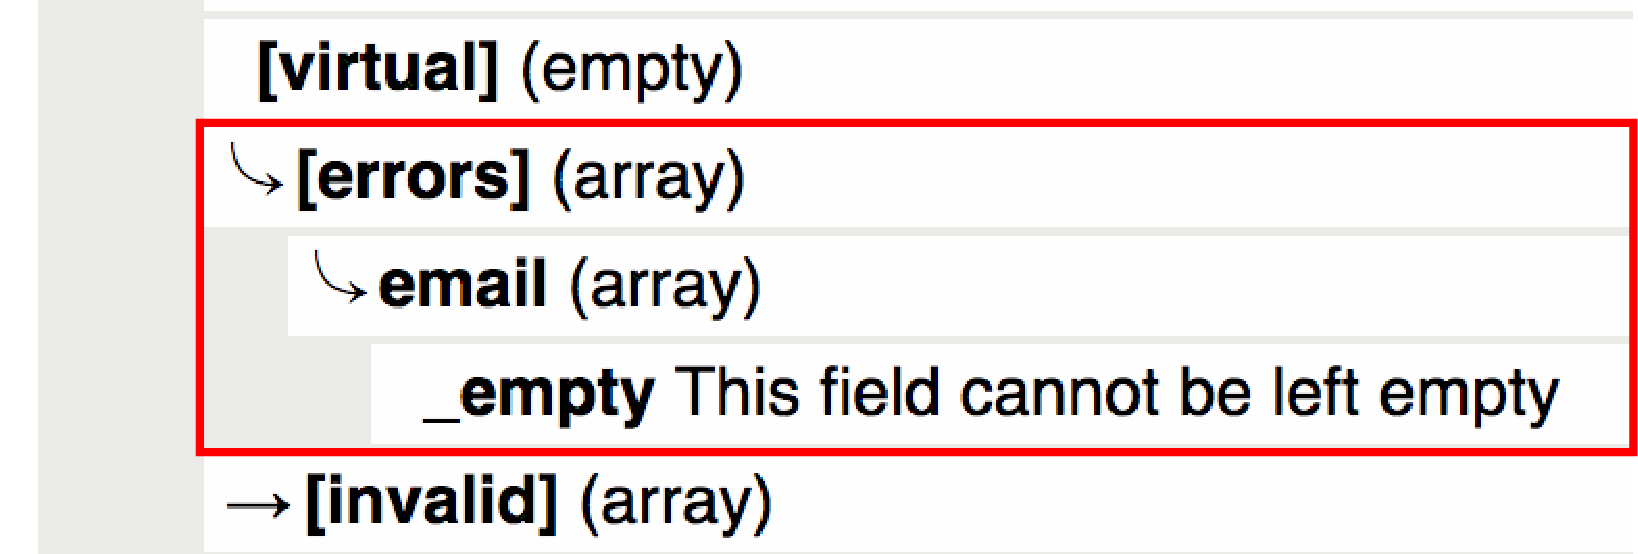 [virtual] (empty)
[errors] (array)
email (array)
_empty This field cannot be left empty
[invalid] (array)